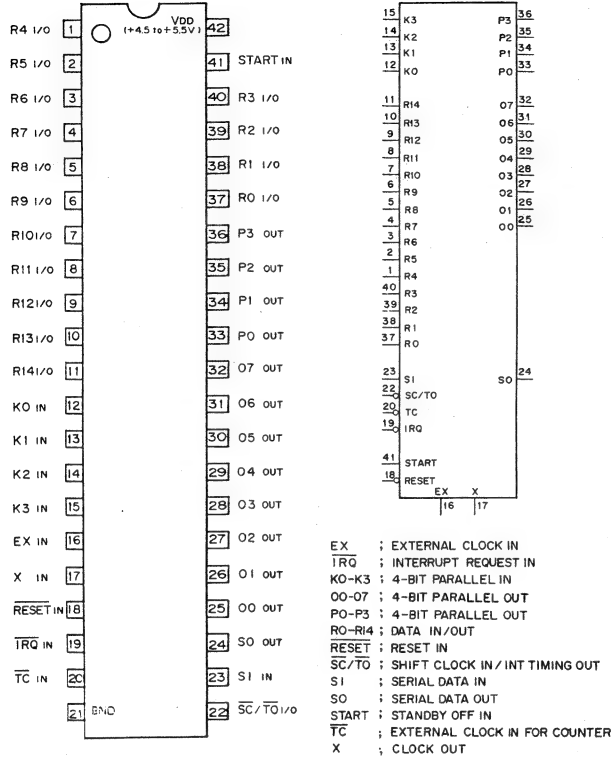 R4 I/O 1
R5 I/O 2
R6 I/O 3
R7 I/O 4
R8 I/O 5
R9 I/O 6
R10 I/O 7
R11 I/O 8
R12 I/O 9
R13 I/O 10
R14 I/O 11
K0 IN 12
K1 IN 13
K2 IN 14
K3 IN 15
EX IN 16
X IN 17
RESET IN 18
IRQ IN 19
TC IN 20
21 GND
VDD
(+4.5 to +5.5V)
42
41 START IN
40 R3 I/O
39 R2 I/O
38 R1 I/O
37 R0 I/O
36 P3 OUT
35 P2 OUT
34 P1 OUT
33 P0 OUT
32 O7 OUT
31 O6 OUT
30 O5 OUT
29 O4 OUT
28 O3 OUT
27 O2 OUT
26 O1 OUT
25 O0 OUT
24 SO OUT
23 SI IN
22 SC/TO I/O
15 K3
14 K2
13 K1
12 K0
11 R14
10 R13
9 R12
8 R11
7 R10
6 R9
5 R8
4 R7
3 R6
2 R5
1 R4
40 R3
39 R2
38 R1
37 R0
23 SI
22 SC/TO
20 TC
19 IRQ
41 START
18 RESET
P3 36
P2 35
P1 34
P0 33
O7 32
O6 31
O5 30
O4 29
O3 28
O2 27
O1 26
O0 25
SO 24
EX X
16 17
EX ; EXTERNAL CLOCK IN
IRQ ; INTERRUPT REQUEST IN
K0-K3 ; 4-BIT PARALLEL IN
O0-O7 ; 4-BIT PARALLEL OUT
P0-P3 ; 4-BIT PARALLEL OUT
R0-R14 ; DATA IN/OUT
RESET ; RESET IN
SC/TO ; SHIFT CLOCK IN / INT TIMING OUT
SI ; SERIAL DATA IN
SO ; SERIAL DATA OUT
START ; STANDBY OFF IN
TC ; EXTERNAL CLOCK IN FOR COUNTER
X ; CLOCK OUT